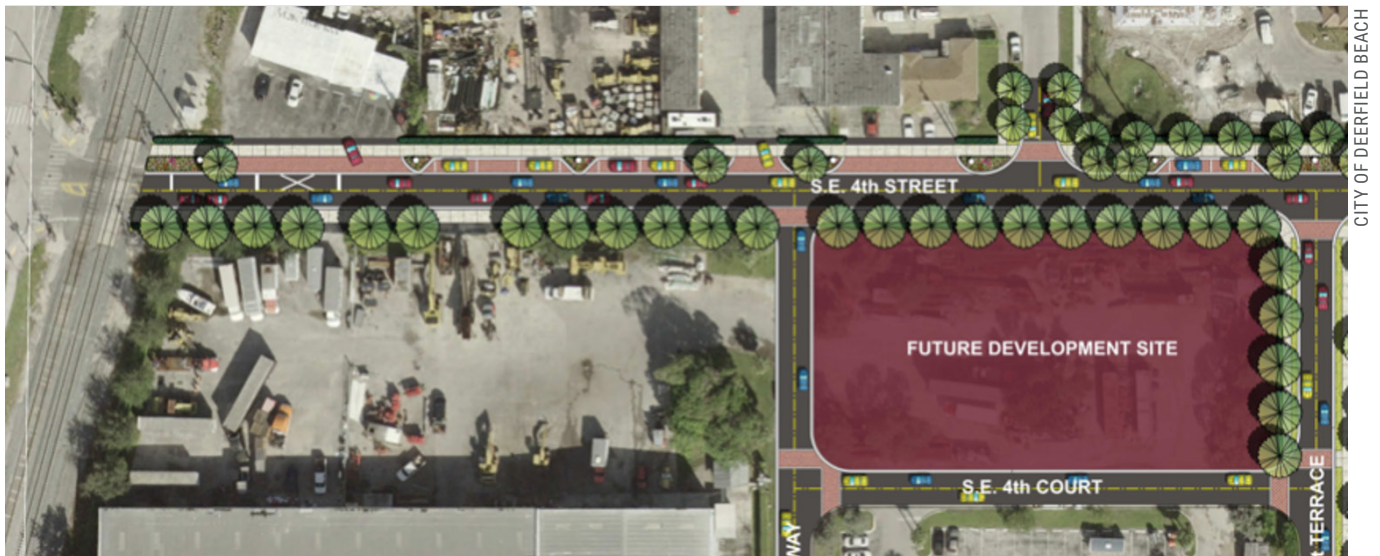 S.E. 4th STREET
FUTURE DEVELOPMENT SITE
S.E. 4th COURT
WAY
TERRACE
CITY OF DEERFIELD BEACH